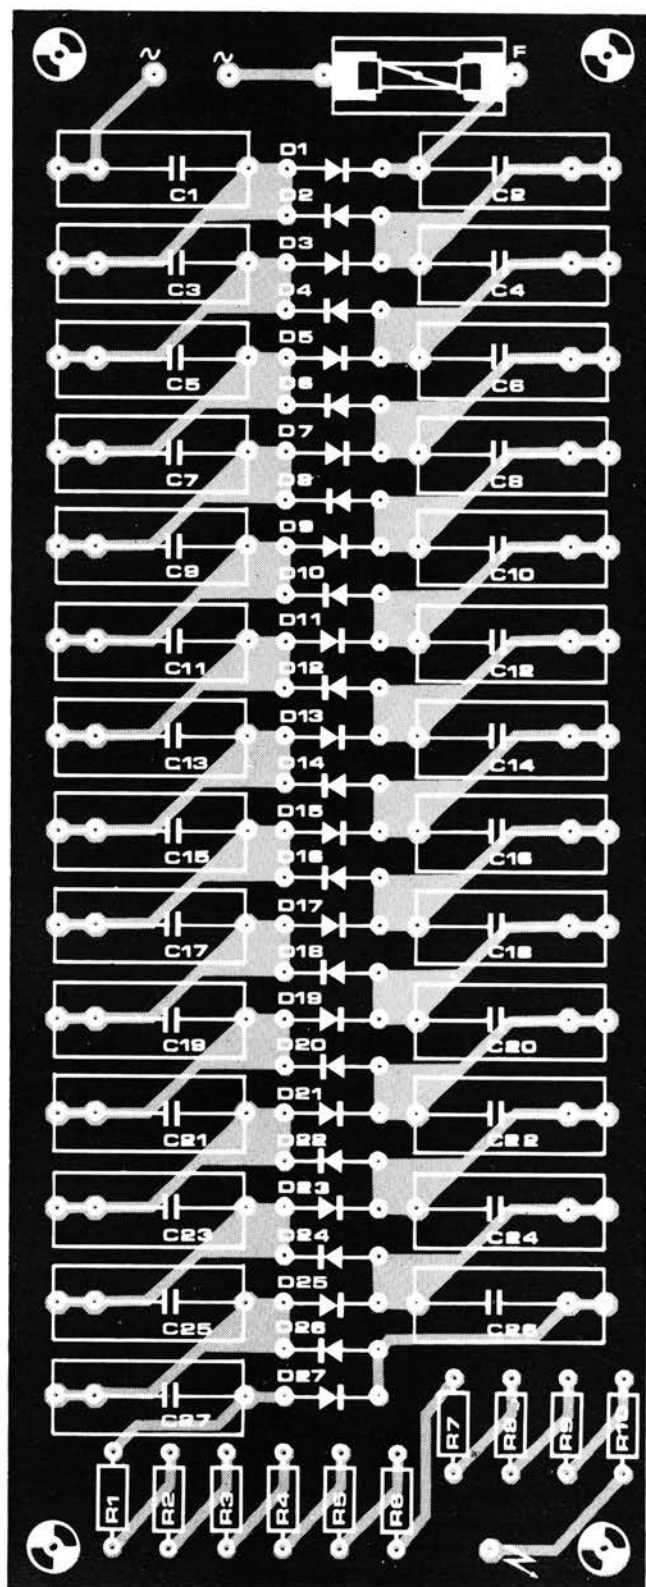 ~ ~ F
D1
C1 D2 C2
D3
C3 D4 C4
D5
C5 D6 C6
D7
C7 D8 C8
D9
C9 D10 C10
D11
C11 D12 C12
D13
C13 D14 C14
D15
C15 D16 C16
D17
C17 D18 C18
D19
C19 D20 C20
D21
C21 D22 C22
D23
C23 D24 C24
D25
C25 D26 C26
D27
C27
R7 R8 R9 R10
R1 R2 R3 R4 R5 R6